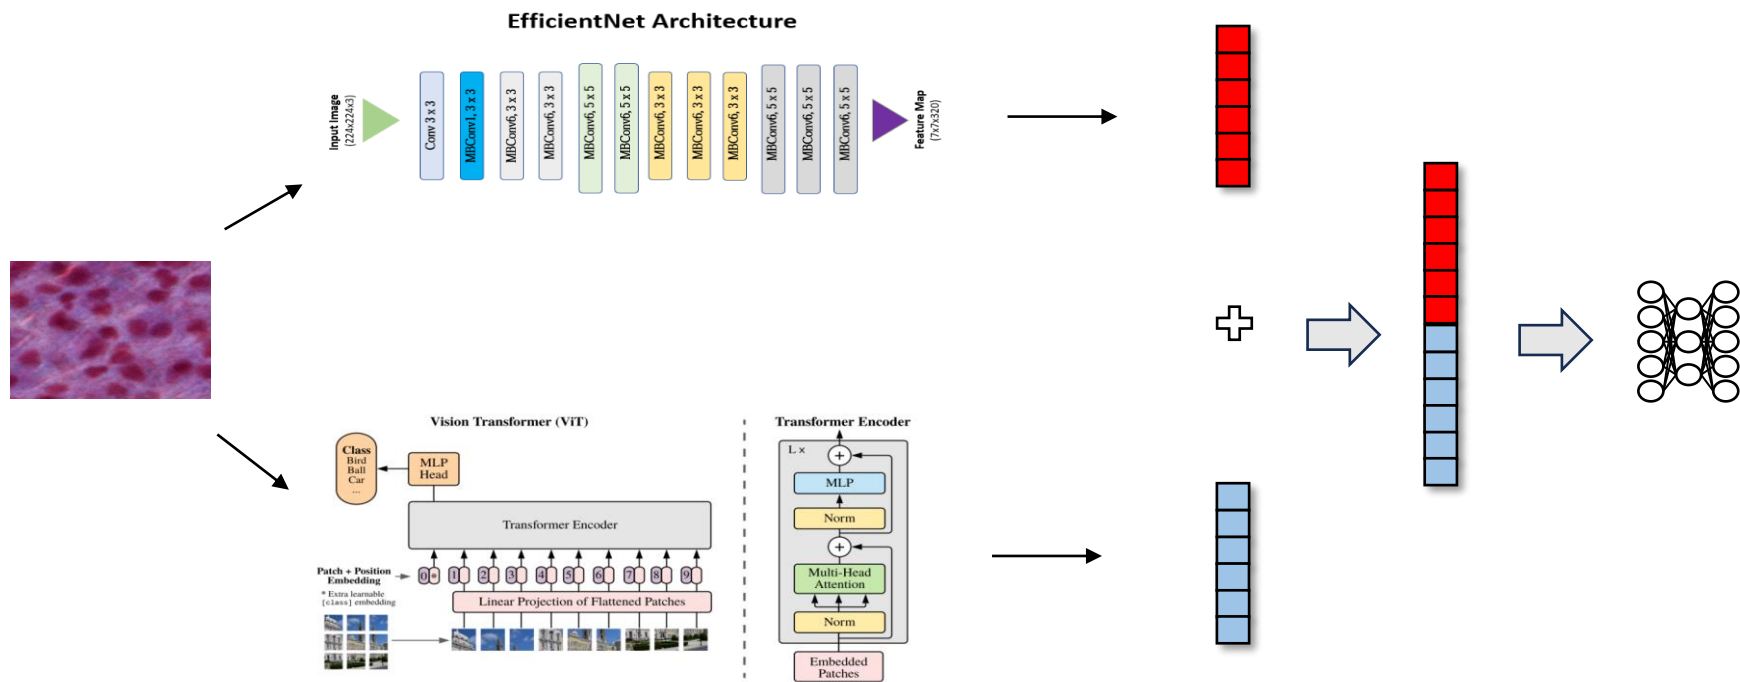 EfficientNet Architecture
Input Image
(224x224x3)
Conv 3 x 3
MBConv1, 3 x 3
MBConv6, 3 x 3
MBConv6, 3 x 3
MBConv6, 5 x 5
MBConv6, 5 x 5
MBConv6, 3 x 3
MBConv6, 3 x 3
MBConv6, 3 x 3
MBConv6, 5 x 5
MBConv6, 5 x 5
MBConv6, 5 x 5
Feature Map
(7x7x320)
Vision Transformer (ViT)
Class
Bird
Ball
Car
...
MLP
Head
Transformer Encoder
Patch + Position
Embedding
* Extra learnable
[class] embedding
0 *
1
2
3
4
5
6
7
8
9
Linear Projection of Flattened Patches
Transformer Encoder
L ×
+
MLP
Norm
+
Multi-Head
Attention
Norm
Embedded
Patches